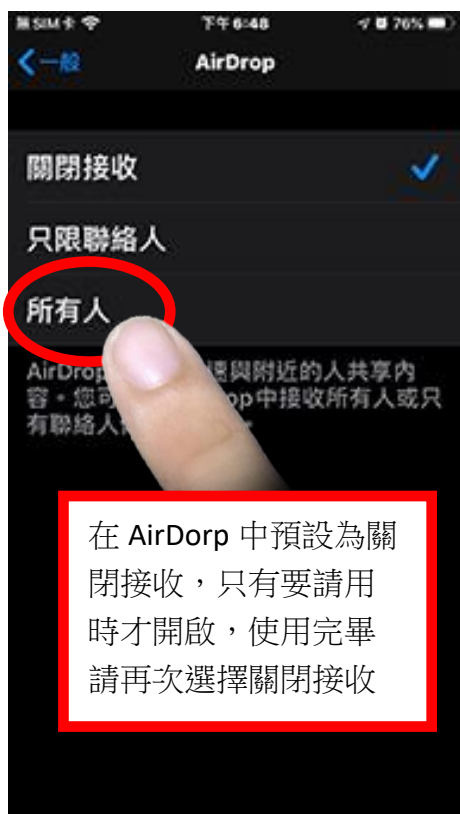 無SIM卡 下午6:48 76%
一般 AirDrop
關閉接收
只限聯絡人
所有人
AirDrop 速與附近的人共享內
容。您可 op中接收所有人或只
有聯絡人
在 AirDorp 中預設為關
閉接收,只有要請用
時才開啟,使用完畢
請再次選擇關閉接收